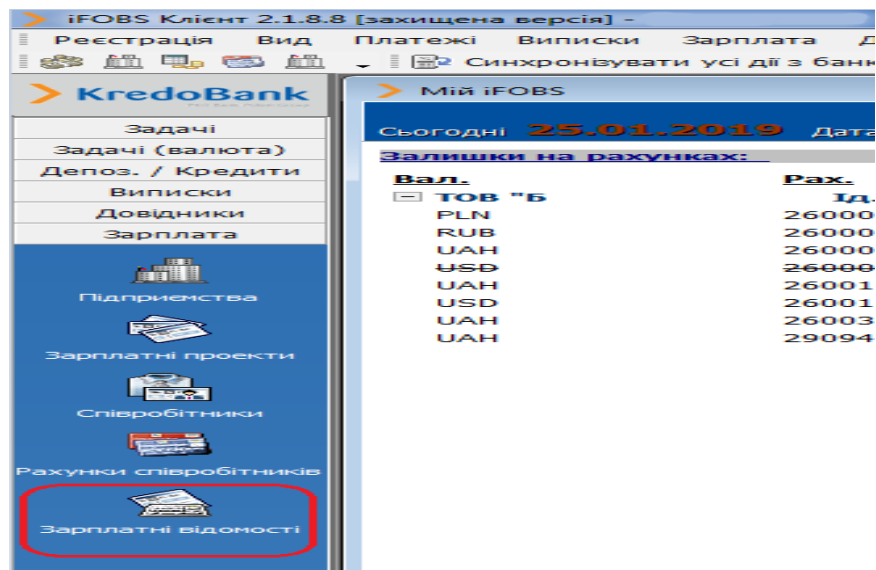 iFOBS Клієнт 2.1.8.8 [захищена версія] -
Реєстрація Вид Платежі Виписки Зарплата Д
Синхронізувати усі дії з банк
KredoBank
Задачі
Задачі (валюта)
Депоз. / Кредити
Виписки
Довідники
Зарплата
Підприємства
Зарплатні проекти
Співробітники
Рахунки співробітників
Зарплатні відомості
Мій iFOBS
Сьогодні 25.01.2019 Дата
Залишки на рахунках:
Вал. Рах.
ТОВ "Б Ід.
PLN 26000
RUB 26000
UAH 26000
USD 26000
UAH 26001
USD 26001
UAH 26003
UAH 29094